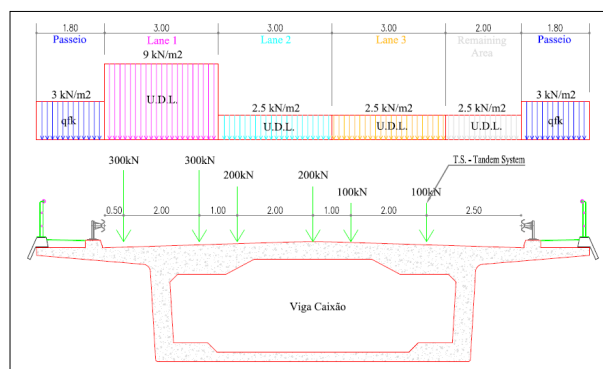 1.80 3.00 3.00 3.00 2.00 1.80
Passeio Lane 1 Lane 2 Lane 3 Remaining Passeio
Area
9 kN/m2
3 kN/m2 2.5 kN/m2 2.5 kN/m2 2.5 kN/m2 3 kN/m2
U.D.L.
qfk U.D.L. U.D.L. U.D.L. qfk
300kN 300kN T.S. - Tandem System
200kN 200kN
100kN 100kN
0.50 2.00 1.00 2.00 1.00 2.00 2.50
Viga Caixão